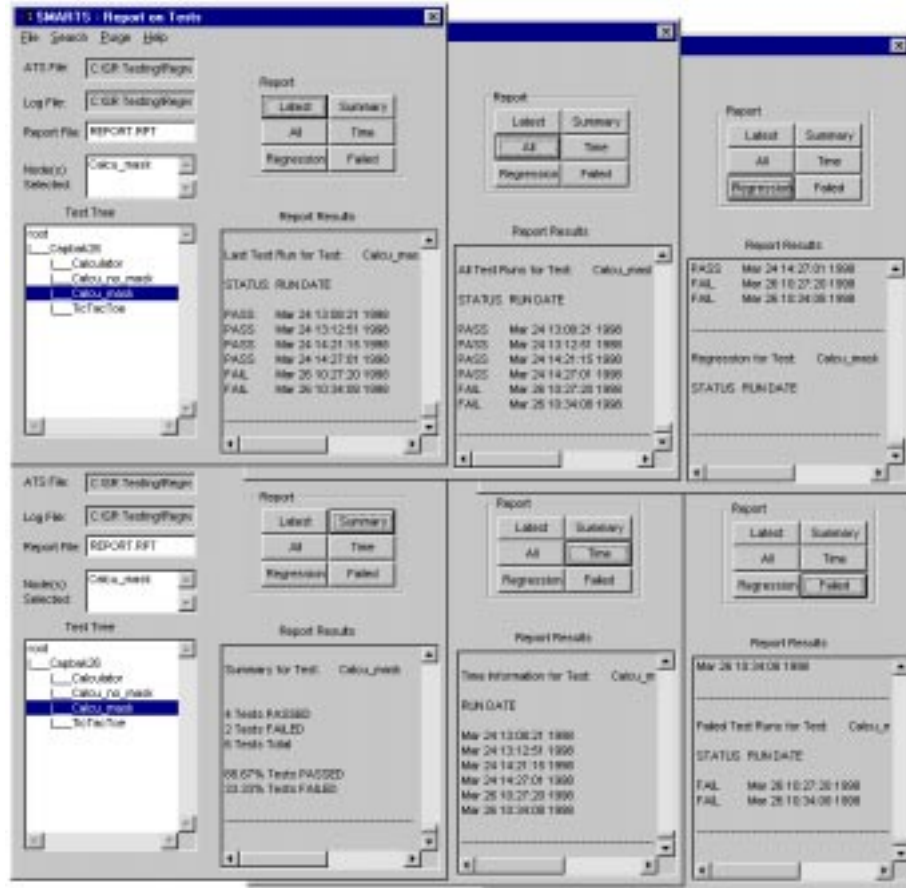 SMARTS - Report on Tests
File Search Purge Help
ATS File: C:\SR Testing\Regre
Log File: C:\SR Testing\Regre
Report File: REPORT.RPT
Node(s) Selected: Calcu_mask
Test Tree
root
|___Capbak26
|___Calculator
|___Calcu_no_mask
|___Calcu_mask
|___TicTacToe
Report
Latest Summary
All Time
Regression Failed
Report Results
Last Test Run for Test: Calcu_mas
STATUS RUN DATE
PASS Mar 24 13:08:21 1998
PASS Mar 24 13:12:51 1998
PASS Mar 24 14:21:15 1998
PASS Mar 24 14:27:01 1998
FAIL Mar 26 10:27:20 1998
FAIL Mar 26 10:34:08 1998
Report
Latest Summary
All Time
Regression Failed
Report Results
All Test Runs for Test: Calcu_mask
STATUS RUN DATE
PASS Mar 24 13:08:21 1998
PASS Mar 24 13:12:51 1998
PASS Mar 24 14:21:15 1998
PASS Mar 24 14:27:01 1998
FAIL Mar 26 10:27:20 1998
FAIL Mar 26 10:34:08 1998
Report
Latest Summary
All Time
Regression Failed
Report Results
PASS Mar 24 14:27:01 1998
FAIL Mar 26 10:27:20 1998
FAIL Mar 26 10:34:08 1998
Regression for Test: Calcu_mask
STATUS RUN DATE
ATS File: C:\SR Testing\Regre
Log File: C:\SR Testing\Regre
Report File: REPORT.RPT
Node(s) Selected: Calcu_mask
Test Tree
root
|___Capbak26
|___Calculator
|___Calcu_no_mask
|___Calcu_mask
|___TicTacToe
Report
Latest Summary
All Time
Regression Failed
Report Results
Summary for Test: Calcu_mask
4 Tests PASSED
2 Tests FAILED
6 Tests Total
66.67% Tests PASSED
33.33% Tests FAILED
Report
Latest Summary
All Time
Regression Failed
Report Results
Time Information for Test: Calcu_m
RUN DATE
Mar 24 13:08:21 1998
Mar 24 13:12:51 1998
Mar 24 14:21:15 1998
Mar 24 14:27:01 1998
Mar 26 10:27:20 1998
Mar 26 10:34:08 1998
Report
Latest Summary
All Time
Regression Failed
Report Results
Mar 26 10:34:08 1998
Failed Test Runs for Test: Calcu_m
STATUS RUN DATE
FAIL Mar 26 10:27:20 1998
FAIL Mar 26 10:34:08 1998